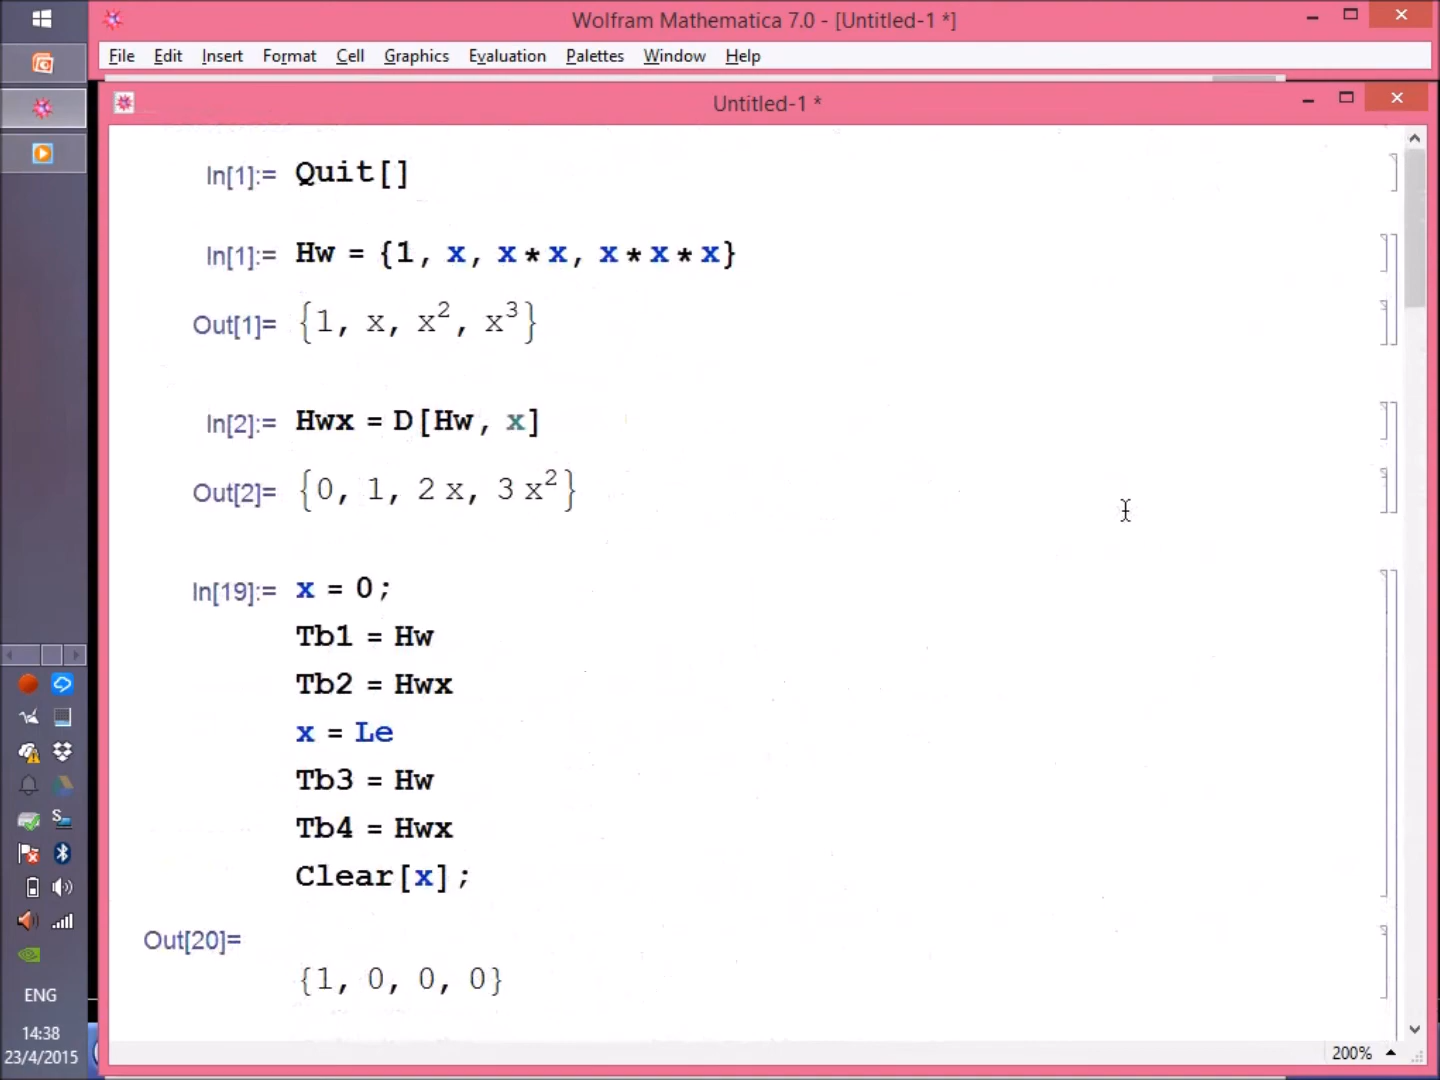 Wolfram Mathematica 7.0 - [Untitled-1 *]
File Edit Insert Format Cell Graphics Evaluation Palettes Window Help
Untitled-1 *
In[1]:= Quit[]
In[1]:= Hw = {1, x, x * x, x * x * x}
Out[1]= {1, x, x², x³}
In[2]:= Hwx = D[Hw, x]
Out[2]= {0, 1, 2 x, 3 x²}
In[19]:= x = 0;
Tb1 = Hw
Tb2 = Hwx
x = Le
Tb3 = Hw
Tb4 = Hwx
Clear[x];
Out[20]=
{1, 0, 0, 0}
200%
ENG
14:38
23/4/2015